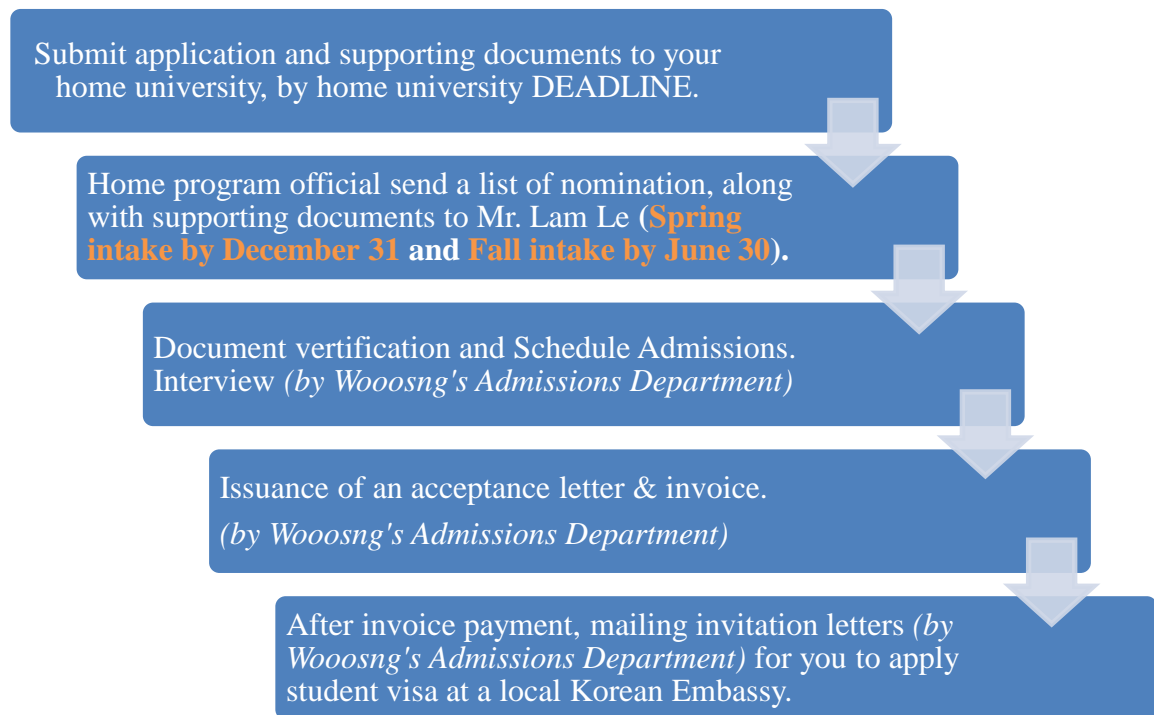 Submit application and supporting documents to your
home university, by home university DEADLINE.
Home program official send a list of nomination, along
with supporting documents to Mr. Lam Le (Spring
intake by December 31 and Fall intake by June 30).
Document vertification and Schedule Admissions.
Interview (by Wooosng's Admissions Department)
Issuance of an acceptance letter & invoice.
(by Wooosng's Admissions Department)
After invoice payment, mailing invitation letters (by
Wooosng's Admissions Department) for you to apply
student visa at a local Korean Embassy.